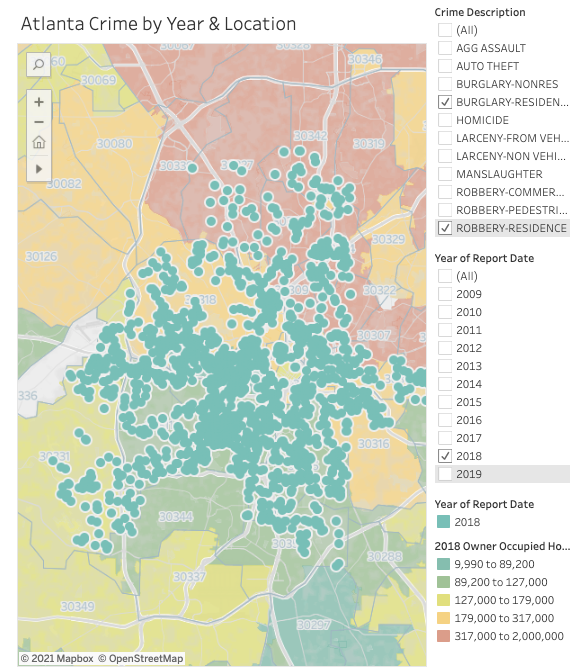 Atlanta Crime by Year & Location
Crime Description
(All)
AGG ASSAULT
AUTO THEFT
BURGLARY-NONRES
BURGLARY-RESIDEN...
HOMICIDE
LARCENY-FROM VEH...
LARCENY-NON VEHI...
MANSLAUGHTER
ROBBERY-COMMER...
ROBBERY-PEDESTRI...
ROBBERY-RESIDENCE
Year of Report Date
(All)
2009
2010
2011
2012
2013
2014
2015
2016
2017
2018
2019
Year of Report Date
2018
2018 Owner Occupied Ho...
9,990 to 89,200
89,200 to 127,000
127,000 to 179,000
179,000 to 317,000
317,000 to 2,000,000
30346
30069
30080
30342
30319
30082
30329
30126
30322
30307
336
30316
30344
30337
30288
30349
30297
© 2021 Mapbox © OpenStreetMap